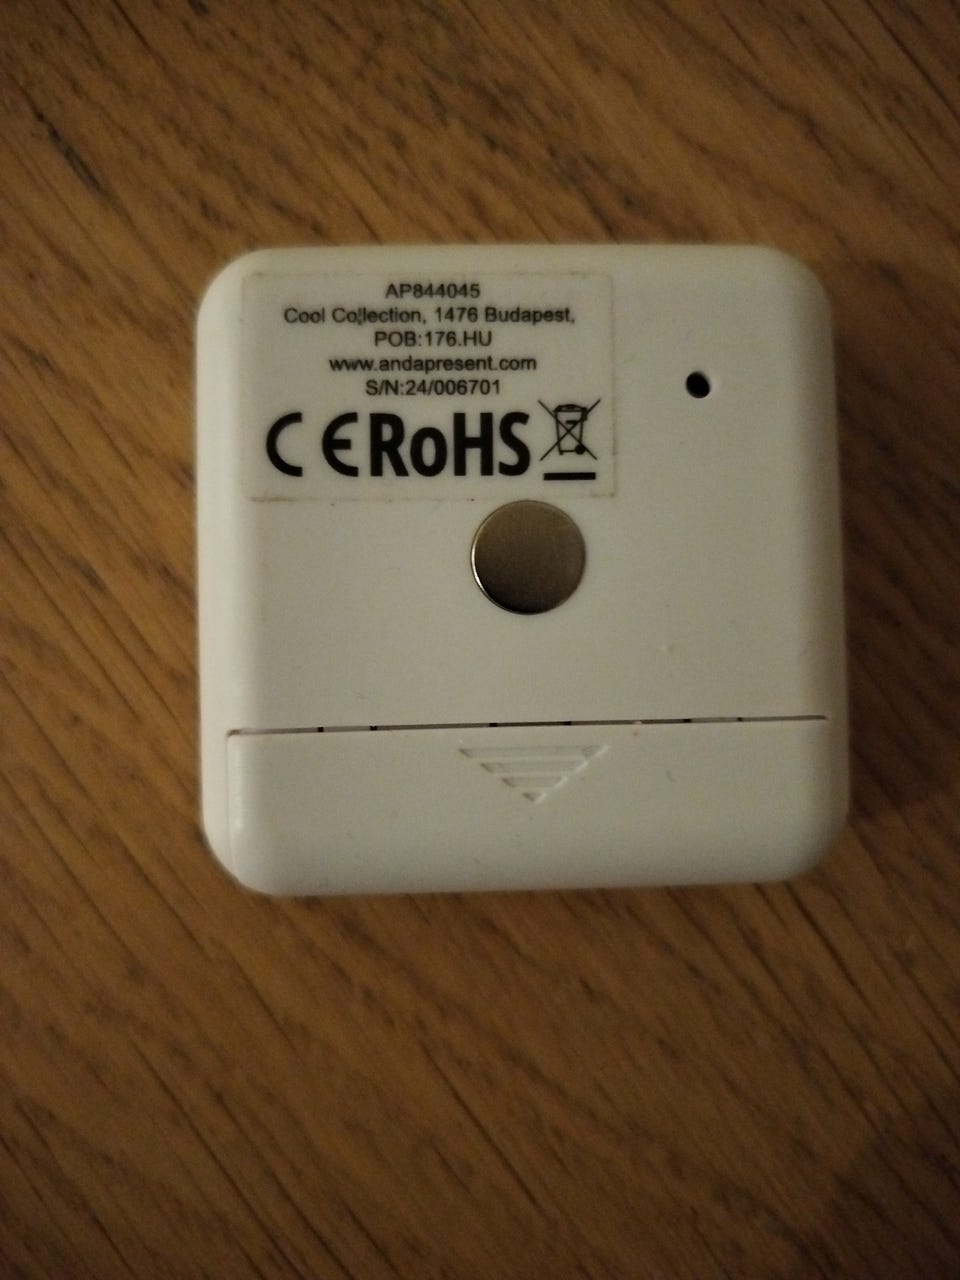 AP844045
Cool Collection, 1476 Budapest,
POB:176.HU
www.andapresent.com
S/N:24/006701
CE RoHS